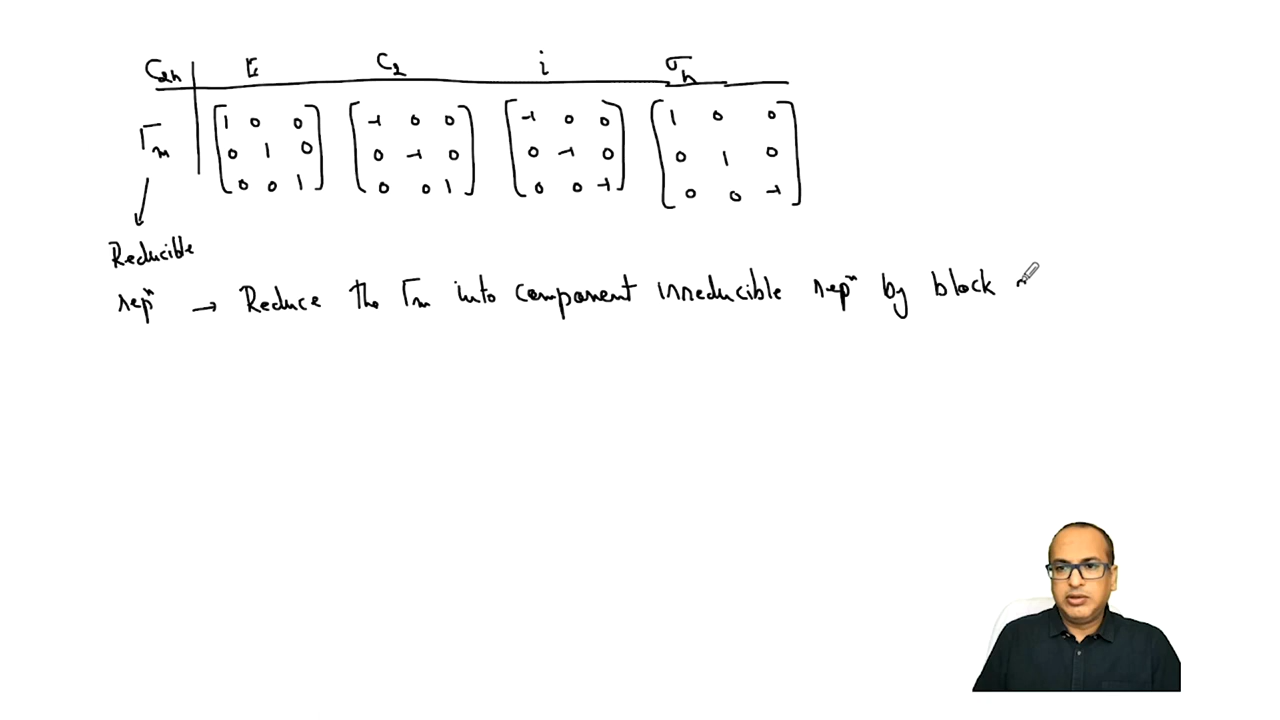 C2h E C2 i σh
Γm [1 0 0 [-1 0 0 [-1 0 0 [1 0 0
0 1 0 0 -1 0 0 -1 0 0 1 0
0 0 1] 0 0 1] 0 0 -1] 0 0 -1]
Reducible
repⁿ → Reduce the Γm into component irreducible repⁿ by block